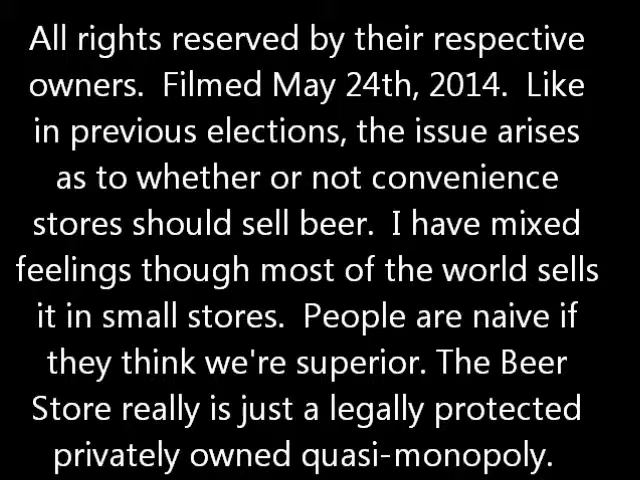 All rights reserved by their respective
owners.  Filmed May 24th, 2014.  Like
in previous elections, the issue arises
as to whether or not convenience
stores should sell beer.  I have mixed
feelings though most of the world sells
it in small stores.  People are naive if
they think we're superior. The Beer
Store really is just a legally protected
privately owned quasi-monopoly.